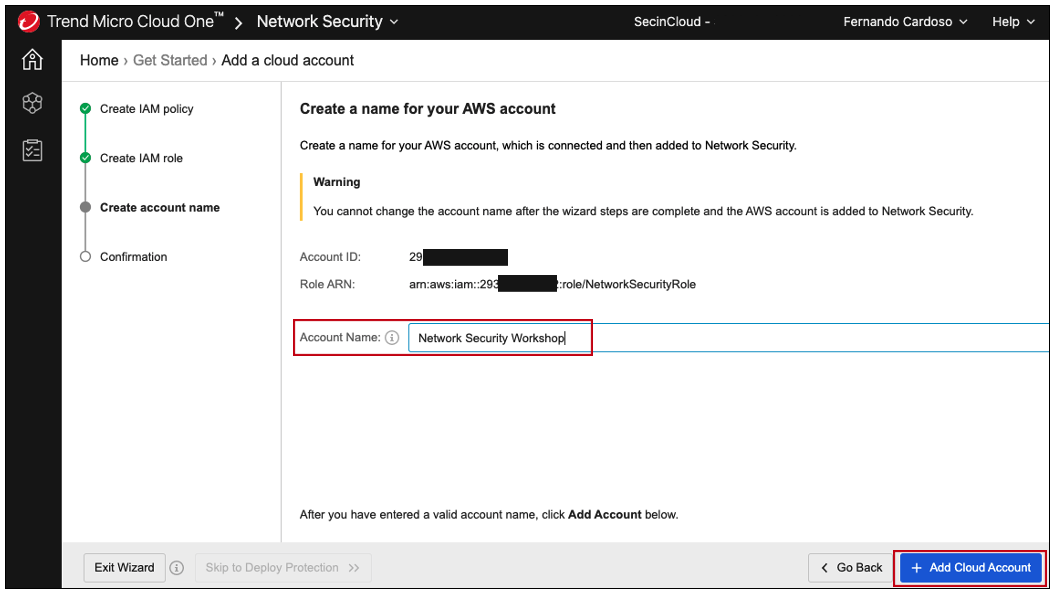 Trend Micro Cloud One™ > Network Security
SecinCloud -
Fernando Cardoso
Help
Home › Get Started › Add a cloud account
Create IAM policy
Create IAM role
Create account name
Confirmation
Create a name for your AWS account
Create a name for your AWS account, which is connected and then added to Network Security.
Warning
You cannot change the account name after the wizard steps are complete and the AWS account is added to Network Security.
Account ID: 29
Role ARN: arn:aws:iam::293 :role/NetworkSecurityRole
Account Name: Network Security Workshop
After you have entered a valid account name, click Add Account below.
Exit Wizard
Skip to Deploy Protection >>
< Go Back
+ Add Cloud Account